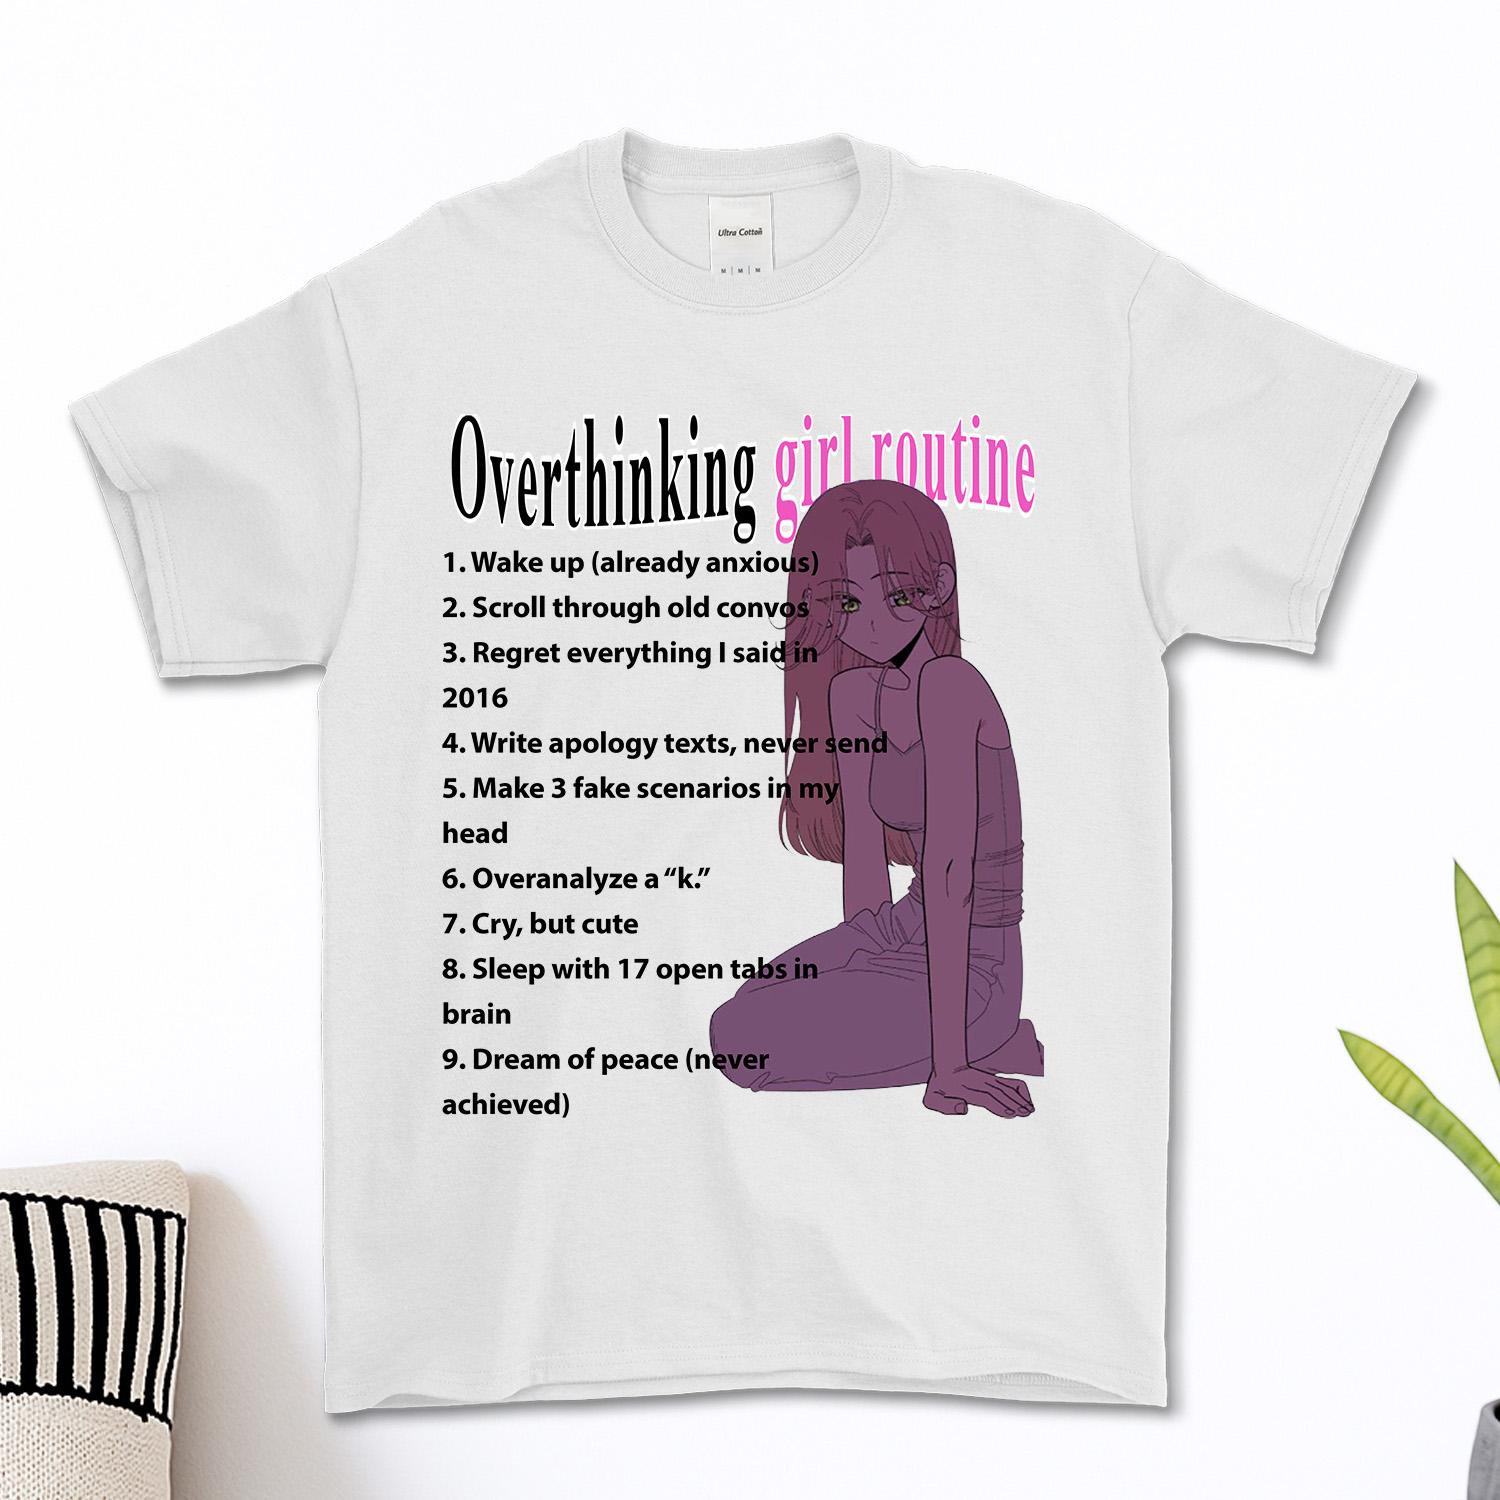 Ultra Cotton
M | M | M
Overthinking girl routine
1. Wake up (already anxious)
2. Scroll through old convos
3. Regret everything I said in
2016
4. Write apology texts, never send
5. Make 3 fake scenarios in my
head
6. Overanalyze a “k.”
7. Cry, but cute
8. Sleep with 17 open tabs in
brain
9. Dream of peace (never
achieved)